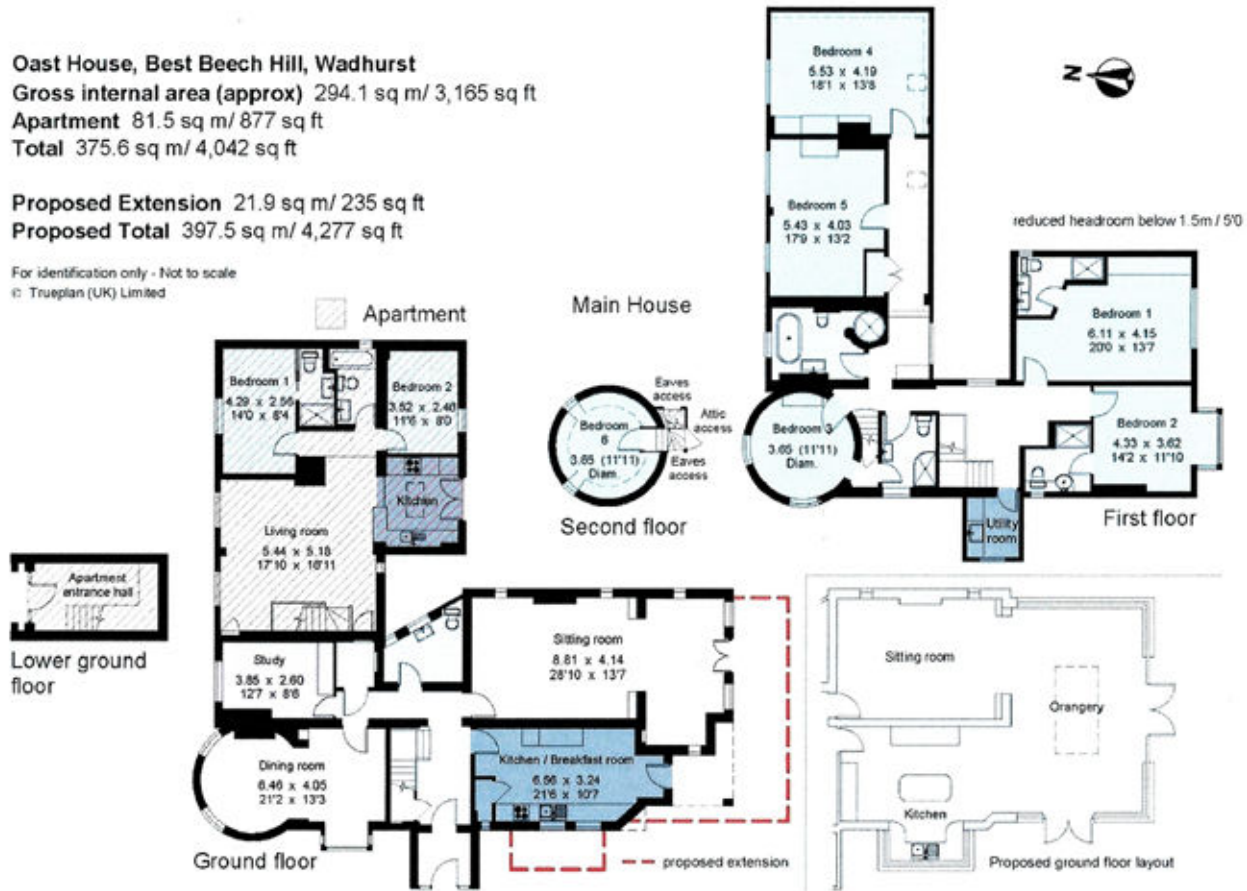 Oast House, Best Beech Hill, Wadhurst
Gross internal area (approx) 294.1 sq m/ 3,165 sq ft
Apartment 81.5 sq m/ 877 sq ft
Total 375.6 sq m/ 4,042 sq ft
Proposed Extension 21.9 sq m/ 235 sq ft
Proposed Total 397.5 sq m/ 4,277 sq ft
For identification only - Not to scale
© Trueplan (UK) Limited
N
Apartment
Main House
reduced headroom below 1.5m / 5'0
Bedroom 4
5.53 x 4.19
18'1 x 13'8
Bedroom 5
5.43 x 4.03
17'9 x 13'2
Bedroom 1
6.11 x 4.15
20'0 x 13'7
Bedroom 2
4.33 x 3.62
14'2 x 11'10
Bedroom 3
3.65 (11'11)
Diam.
Utility
room
First floor
Eaves
access
Attic
access
Eaves
access
Bedroom
6
3.65 (11'11)
Diam.
Second floor
Bedroom 1
4.29 x 2.56
14'0 x 8'4
Bedroom 2
3.52 x 2.46
11'6 x 8'0
Kitchen
Living room
5.44 x 5.18
17'10 x 16'11
Apartment
entrance hall
Lower ground
floor
Study
3.85 x 2.60
12'7 x 8'6
Sitting room
8.81 x 4.14
28'10 x 13'7
Dining room
6.46 x 4.05
21'2 x 13'3
Kitchen / Breakfast room
6.56 x 3.24
21'6 x 10'7
Ground floor
proposed extension
Sitting room
Orangery
Kitchen
Proposed ground floor layout